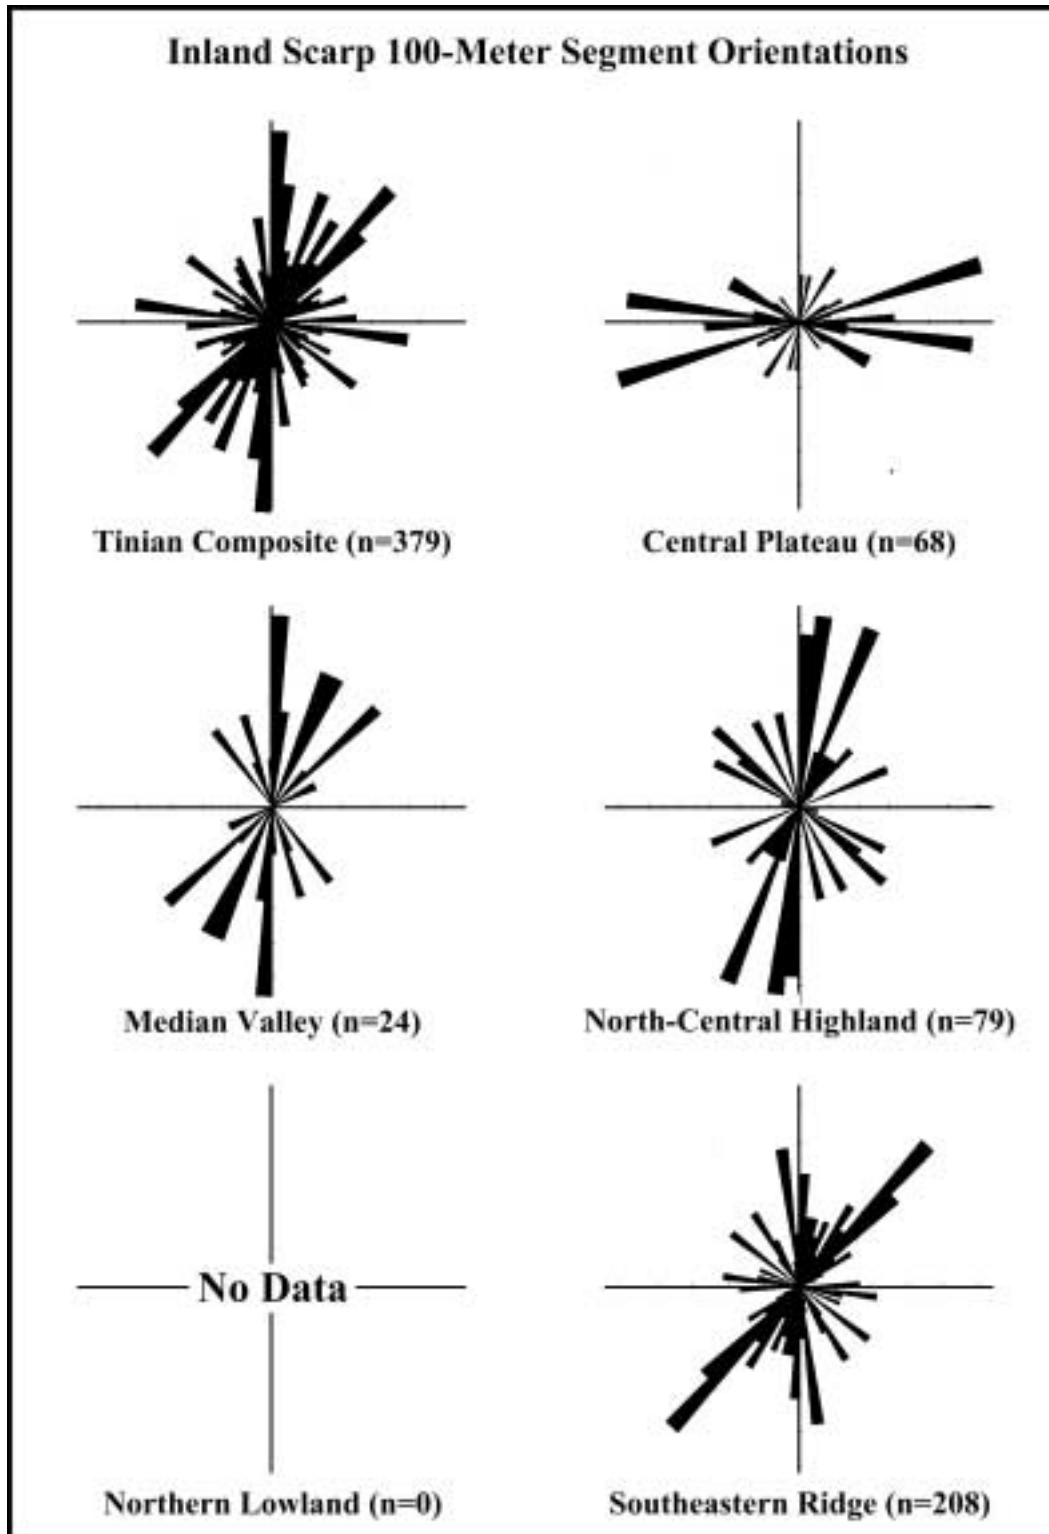 Inland Scarp 100-Meter Segment Orientations
Tinian Composite (n=379)
Central Plateau (n=68)
Median Valley (n=24)
North-Central Highland (n=79)
No Data
Northern Lowland (n=0)
Southeastern Ridge (n=208)